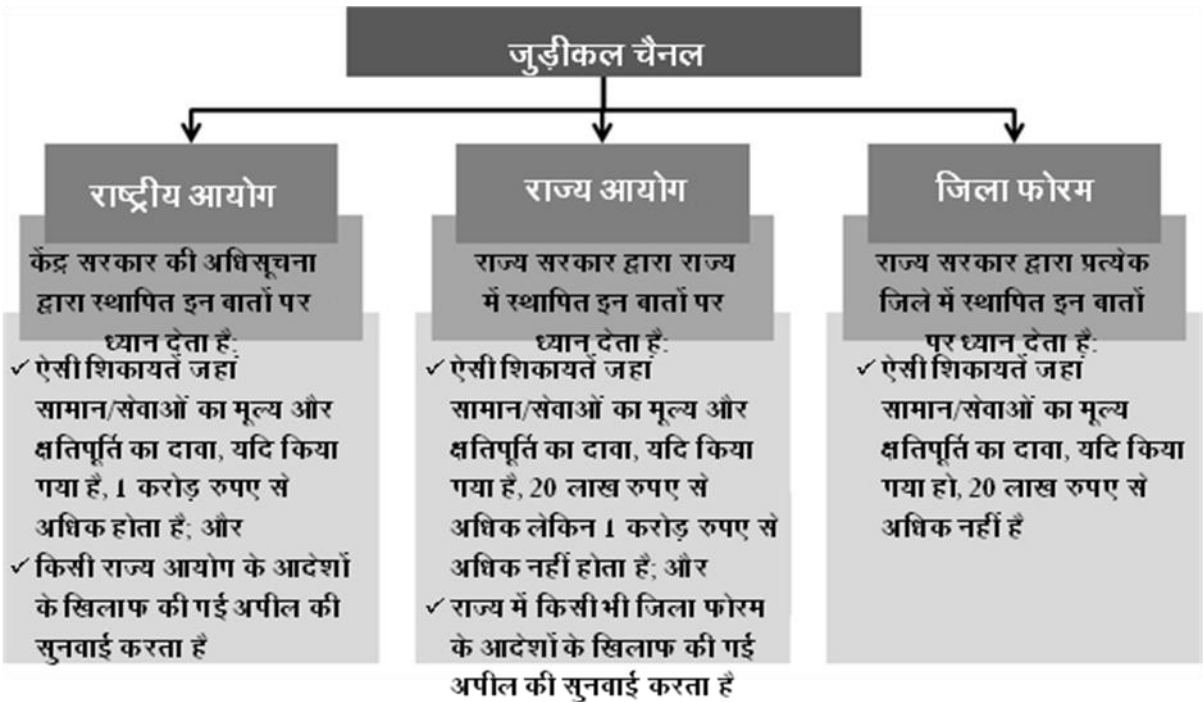 जुड़ीकल चैनल
राष्ट्रीय आयोग
केंद्र सरकार की अधिसूचना
द्वारा स्थापित इन बातों पर
ध्यान देता है:
✓ ऐसी शिकायतें जहां
सामान/सेवाओं का मूल्य और
क्षतिपूर्ति का दावा, यदि किया
गया है, 1 करोड़ रुपए से
अधिक होता है; और
✓ किसी राज्य आयोग के आदेशों
के खिलाफ की गई अपील की
सुनवाई करता है
राज्य आयोग
राज्य सरकार द्वारा राज्य
में स्थापित इन बातों पर
ध्यान देता है:
✓ ऐसी शिकायतें जहां
सामान/सेवाओं का मूल्य और
क्षतिपूर्ति का दावा, यदि किया
गया है, 20 लाख रुपए से
अधिक लेकिन 1 करोड़ रुपए से
अधिक नहीं होता है; और
✓ राज्य में किसी भी जिला फोरम
के आदेशों के खिलाफ की गई
अपील की सुनवाई करता है
जिला फोरम
राज्य सरकार द्वारा प्रत्येक
जिले में स्थापित इन बातों
पर ध्यान देता है:
✓ ऐसी शिकायतें जहां
सामान/सेवाओं का मूल्य
क्षतिपूर्ति का दावा, यदि किया
गया हो, 20 लाख रुपए से
अधिक नहीं है